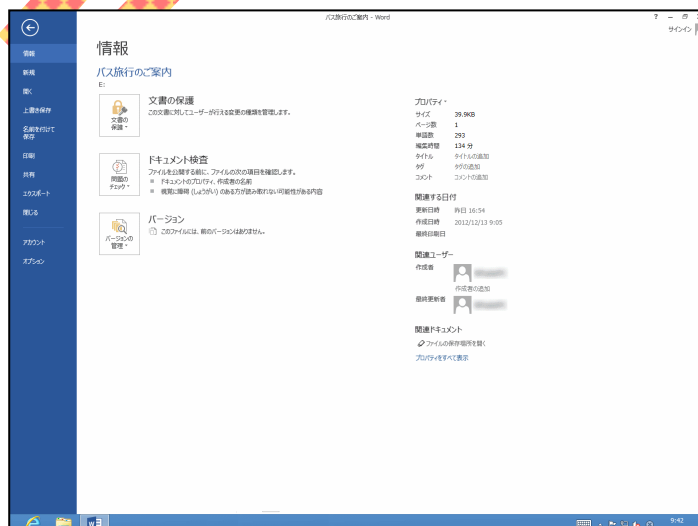 バス旅行のご案内 - Word
?
サインイン
情報
新規
開く
上書き保存
名前を付けて
保存
印刷
共有
エクスポート
閉じる
アカウント
オプション
情報
バス旅行のご案内
E:
文書の
保護
文書の保護
この文書に対してユーザーが行える変更の種類を管理します。
問題の
チェック
ドキュメント検査
ファイルを公開する前に、ファイルの次の項目を確認します。
ドキュメントのプロパティ、作成者の名前
視覚に障碍 (しょうがい) のある方が読み取れない可能性がある内容
バージョンの
管理
バージョン
このファイルには、前のバージョンはありません。
プロパティ
サイズ 39.9KB
ページ数 1
単語数 293
編集時間 134 分
タイトル タイトルの追加
タグ タグの追加
コメント コメントの追加
関連する日付
更新日時 昨日 16:54
作成日時 2012/12/13 9:05
最終印刷日
関連ユーザー
作成者
作成者の追加
最終更新者
関連ドキュメント
ファイルの保存場所を開く
プロパティをすべて表示
9:42